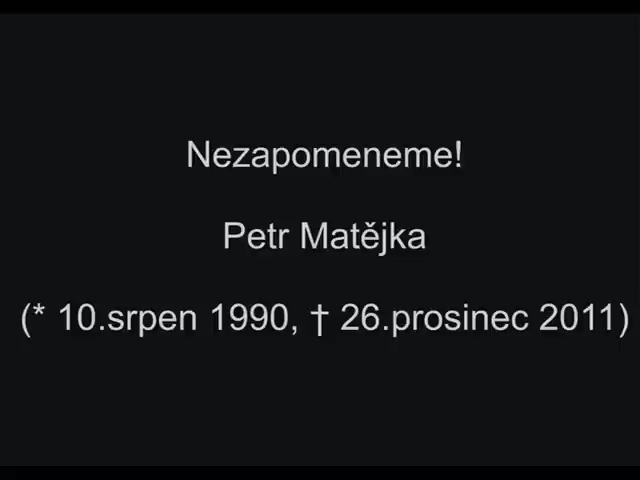 Nezapomeneme!
Petr Matějka
(* 10.srpen 1990, † 26.prosinec 2011)